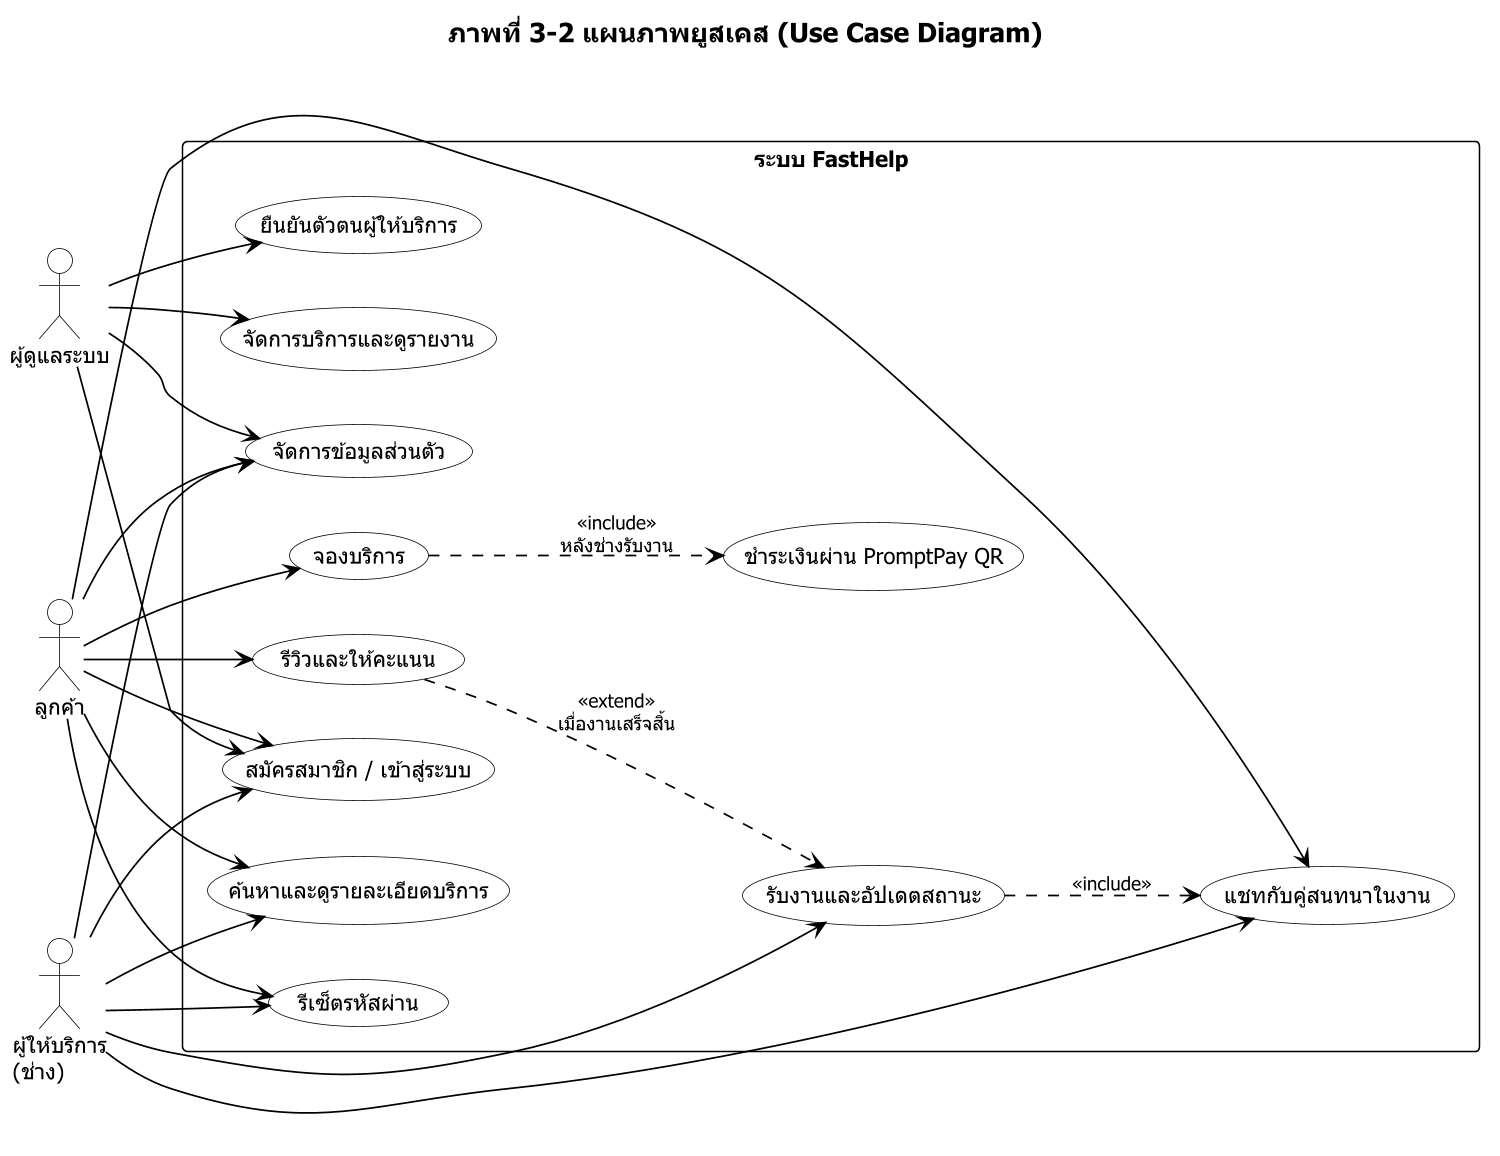 ภาพที่ 3-2 แผนภาพยูสเคส (Use Case Diagram)
ระบบ FastHelp
ยืนยันตัวตนผู้ให้บริการ
จัดการบริการและดูรายงาน
ผู้ดูแลระบบ
จัดการข้อมูลส่วนตัว
«include»
หลังช่างรับงาน
จองบริการ
ชำระเงินผ่าน PromptPay QR
รีวิวและให้คะแนน
«extend»
เมื่องานเสร็จสิ้น
ลูกค้า
สมัครสมาชิก / เข้าสู่ระบบ
ค้นหาและดูรายละเอียดบริการ
รับงานและอัปเดตสถานะ
«include»
แชทกับคู่สนทนาในงาน
รีเซ็ตรหัสผ่าน
ผู้ให้บริการ
(ช่าง)